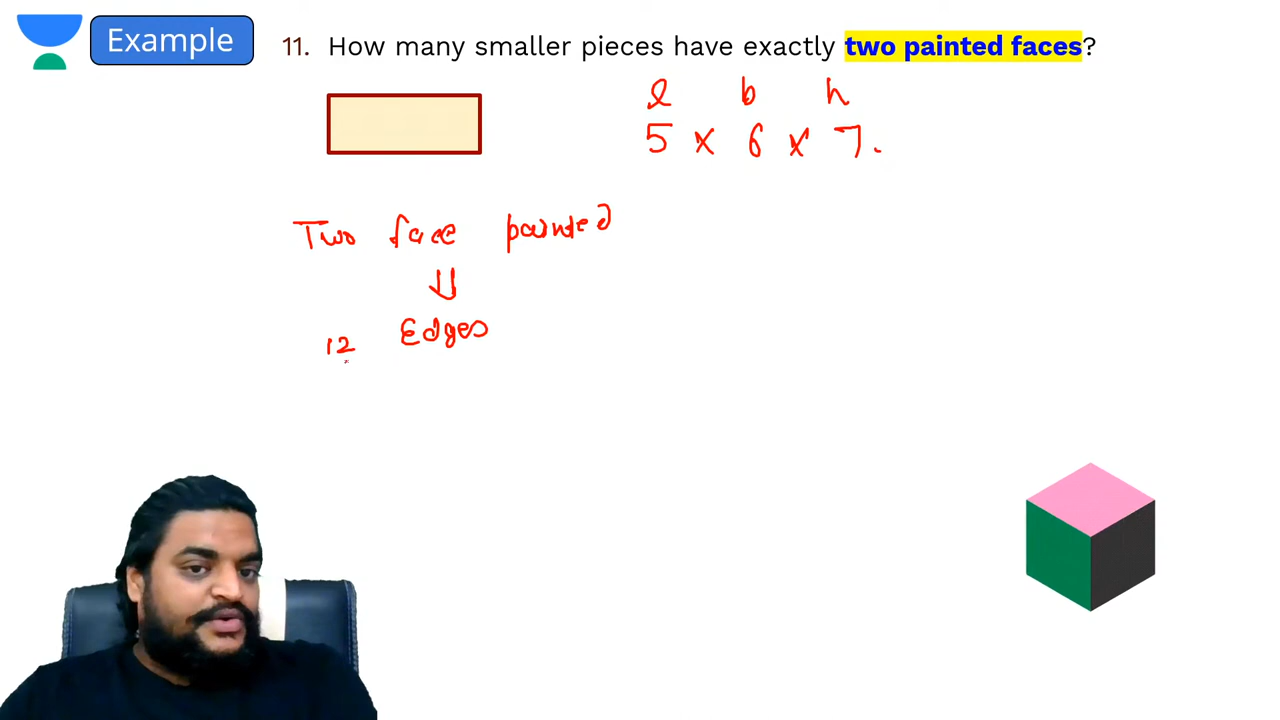 Example
11. How many smaller pieces have exactly two painted faces?
l b h
5 x 6 x 7.
Two face painted
⇓
12 Edges